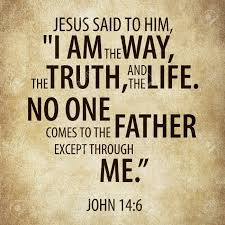 JESUS SAID TO HIM,
"I AM THE WAY,
THE TRUTH, AND THE LIFE.
NO ONE
COMES TO THE FATHER
EXCEPT THROUGH
ME.”
JOHN 14:6